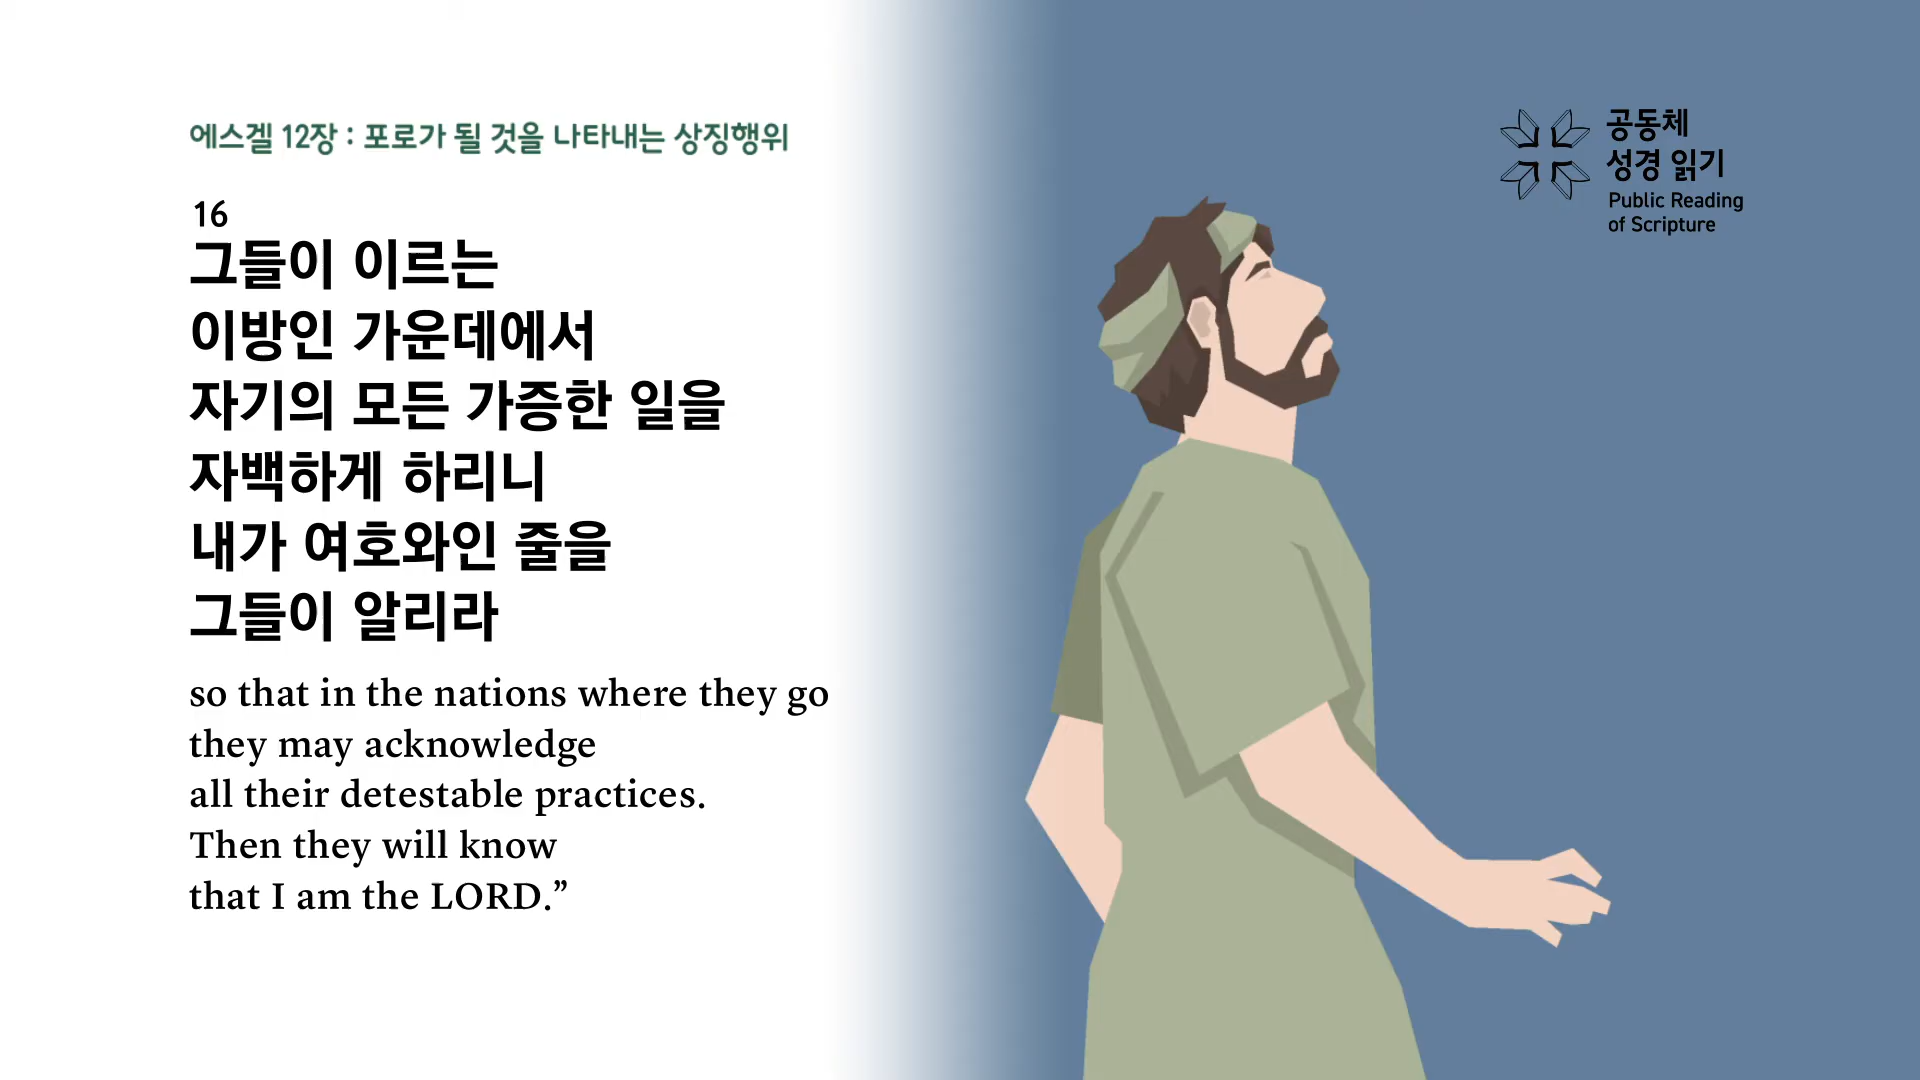 에스겔 12장 : 포로가 될 것을 나타내는 상징행위
16
그들이 이르는
이방인 가운데에서
자기의 모든 가증한 일을
자백하게 하리니
내가 여호와인 줄을
그들이 알리라
so that in the nations where they go
they may acknowledge
all their detestable practices.
Then they will know
that I am the LORD.”
공동체
성경 읽기
Public Reading
of Scripture